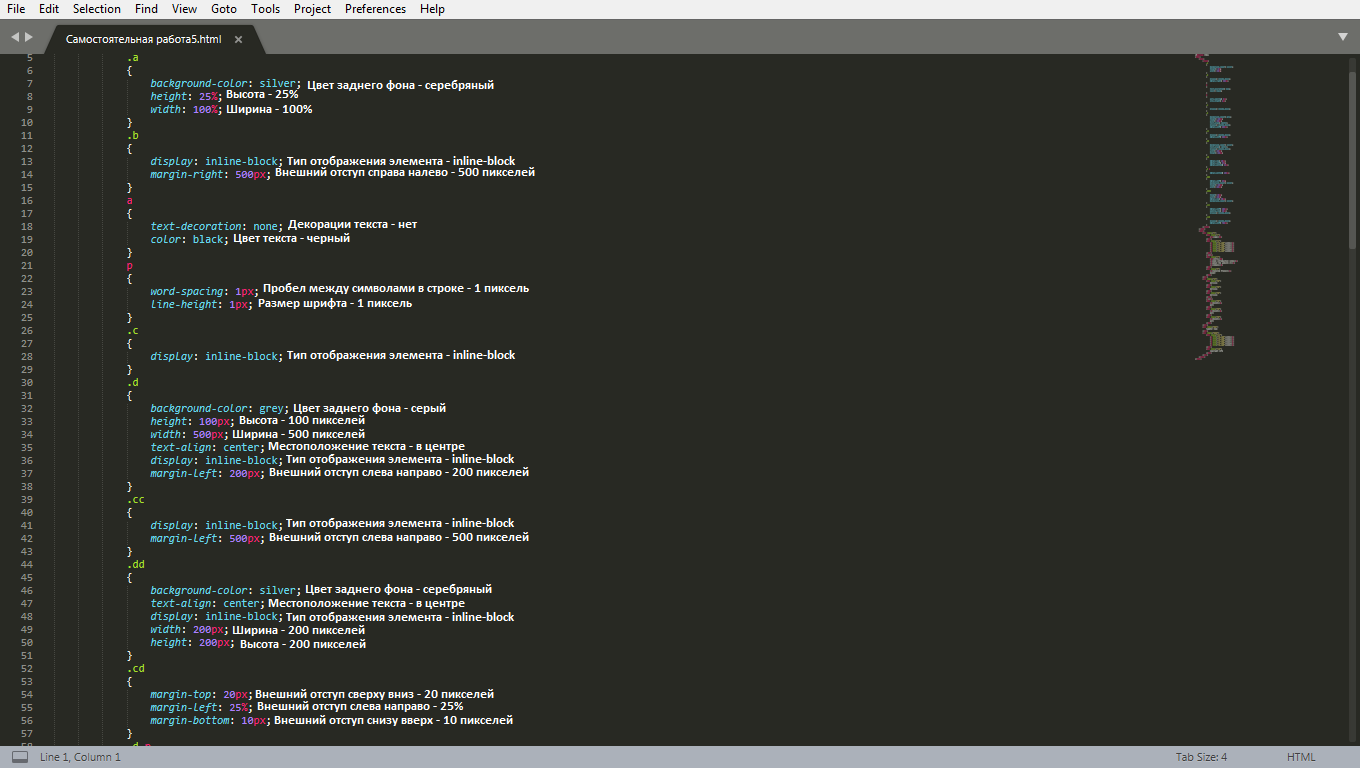 File Edit Selection Find View Goto Tools Project Preferences Help
Самостоятельная работа5.html ×
5 .a
6 {
7 background-color: silver; Цвет заднего фона - серебряный
8 height: 25%; Высота - 25%
9 width: 100%; Ширина - 100%
10 }
11 .b
12 {
13 display: inline-block; Тип отображения элемента - inline-block
14 margin-right: 500px; Внешний отступ справа налево - 500 пикселей
15 }
16 a
17 {
18 text-decoration: none; Декорации текста - нет
19 color: black; Цвет текста - черный
20 }
21 p
22 {
23 word-spacing: 1px; Пробел между символами в строке - 1 пиксель
24 line-height: 1px; Размер шрифта - 1 пиксель
25 }
26 .c
27 {
28 display: inline-block; Тип отображения элемента - inline-block
29 }
30 .d
31 {
32 background-color: grey; Цвет заднего фона - серый
33 height: 100px; Высота - 100 пикселей
34 width: 500px; Ширина - 500 пикселей
35 text-align: center; Местоположение текста - в центре
36 display: inline-block; Тип отображения элемента - inline-block
37 margin-left: 200px; Внешний отступ слева направо - 200 пикселей
38 }
39 .cc
40 {
41 display: inline-block; Тип отображения элемента - inline-block
42 margin-left: 500px; Внешний отступ слева направо - 500 пикселей
43 }
44 .dd
45 {
46 background-color: silver; Цвет заднего фона - серебряный
47 text-align: center; Местоположение текста - в центре
48 display: inline-block; Тип отображения элемента - inline-block
49 width: 200px; Ширина - 200 пикселей
50 height: 200px; Высота - 200 пикселей
51 }
52 .cd
53 {
54 margin-top: 20px; Внешний отступ сверху вниз - 20 пикселей
55 margin-left: 25%; Внешний отступ слева направо - 25%
56 margin-bottom: 10px; Внешний отступ снизу вверх - 10 пикселей
57 }
Line 1, Column 1 Tab Size: 4 HTML